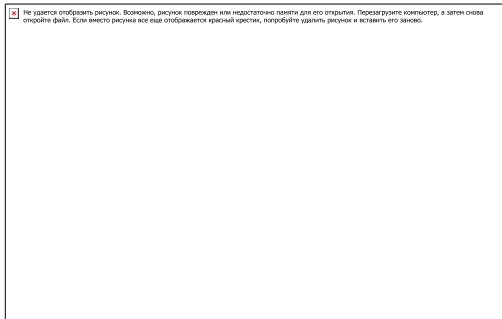 Не удается отобразить рисунок. Возможно, рисунок поврежден или недостаточно памяти для его открытия. Перезагрузите компьютер, а затем снова
откройте файл. Если вместо рисунка все еще отображается красный крестик, попробуйте удалить рисунок и вставить его заново.